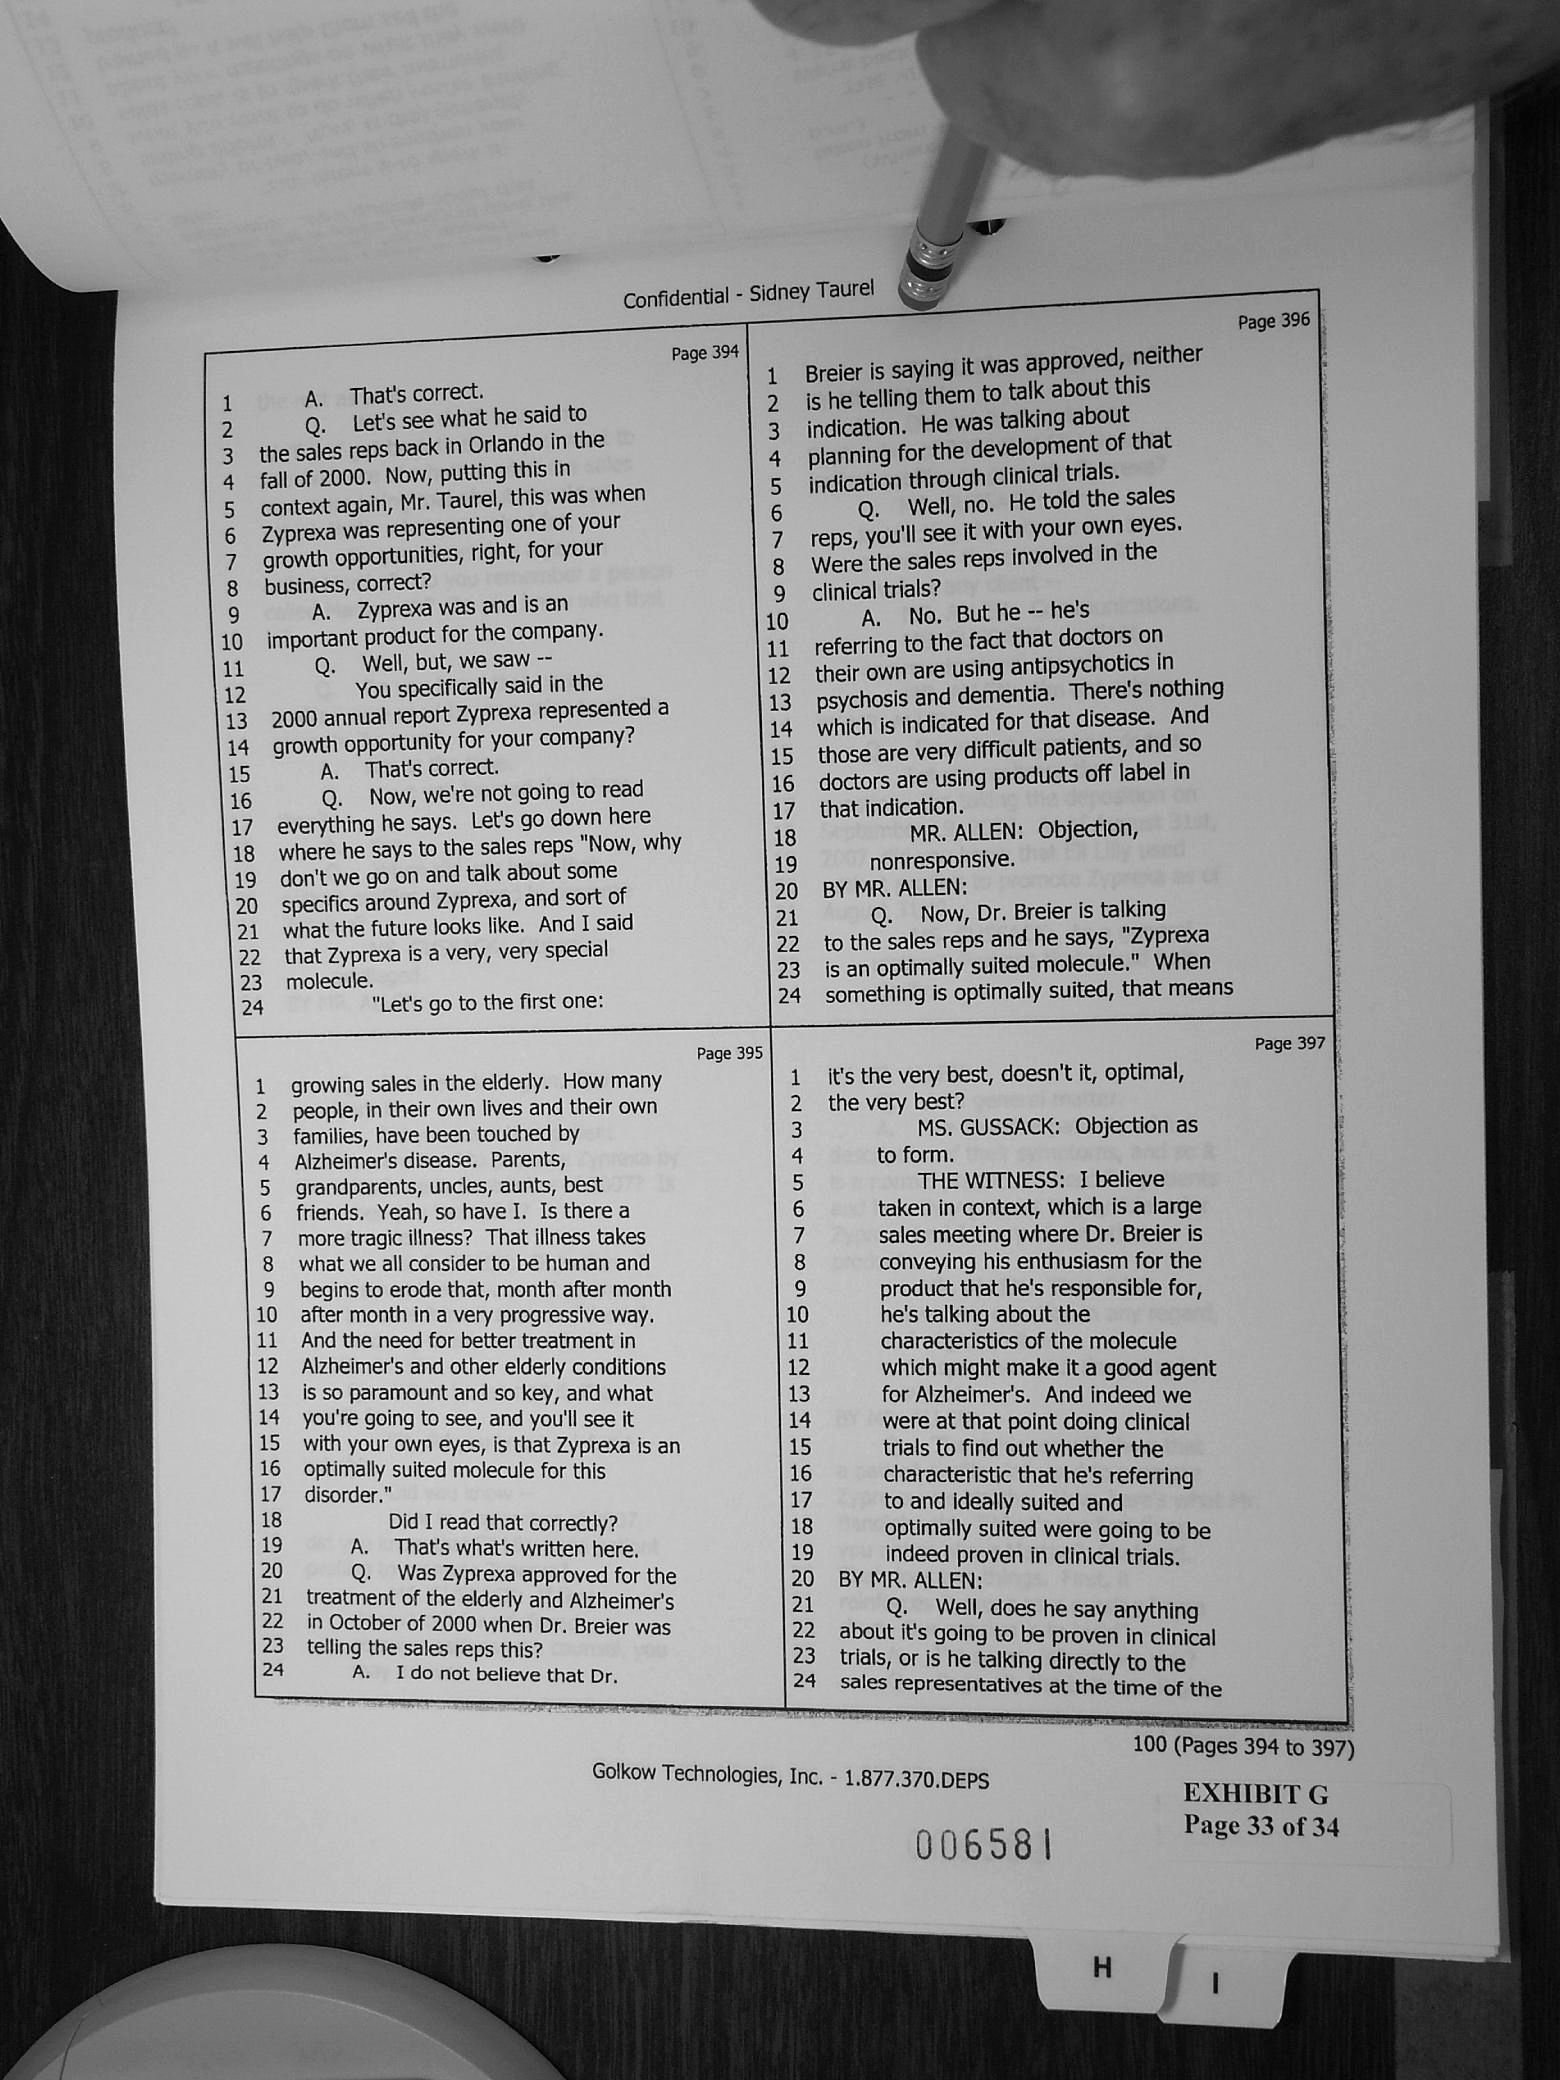 Confidential - Sidney Taurel
Page 394
1 A. That's correct.
2 Q. Let's see what he said to
3 the sales reps back in Orlando in the
4 fall of 2000. Now, putting this in
5 context again, Mr. Taurel, this was when
6 Zyprexa was representing one of your
7 growth opportunities, right, for your
8 business, correct?
9 A. Zyprexa was and is an
10 important product for the company.
11 Q. Well, but, we saw --
12 You specifically said in the
13 2000 annual report Zyprexa represented a
14 growth opportunity for your company?
15 A. That's correct.
16 Q. Now, we're not going to read
17 everything he says. Let's go down here
18 where he says to the sales reps "Now, why
19 don't we go on and talk about some
20 specifics around Zyprexa, and sort of
21 what the future looks like. And I said
22 that Zyprexa is a very, very special
23 molecule.
24 "Let's go to the first one:
Page 395
1 growing sales in the elderly. How many
2 people, in their own lives and their own
3 families, have been touched by
4 Alzheimer's disease. Parents,
5 grandparents, uncles, aunts, best
6 friends. Yeah, so have I. Is there a
7 more tragic illness? That illness takes
8 what we all consider to be human and
9 begins to erode that, month after month
10 after month in a very progressive way.
11 And the need for better treatment in
12 Alzheimer's and other elderly conditions
13 is so paramount and so key, and what
14 you're going to see, and you'll see it
15 with your own eyes, is that Zyprexa is an
16 optimally suited molecule for this
17 disorder."
18 Did I read that correctly?
19 A. That's what's written here.
20 Q. Was Zyprexa approved for the
21 treatment of the elderly and Alzheimer's
22 in October of 2000 when Dr. Breier was
23 telling the sales reps this?
24 A. I do not believe that Dr.
Page 396
1 Breier is saying it was approved, neither
2 is he telling them to talk about this
3 indication. He was talking about
4 planning for the development of that
5 indication through clinical trials.
6 Q. Well, no. He told the sales
7 reps, you'll see it with your own eyes.
8 Were the sales reps involved in the
9 clinical trials?
10 A. No. But he -- he's
11 referring to the fact that doctors on
12 their own are using antipsychotics in
13 psychosis and dementia. There's nothing
14 which is indicated for that disease. And
15 those are very difficult patients, and so
16 doctors are using products off label in
17 that indication.
18 MR. ALLEN: Objection,
19 nonresponsive.
20 BY MR. ALLEN:
21 Q. Now, Dr. Breier is talking
22 to the sales reps and he says, "Zyprexa
23 is an optimally suited molecule." When
24 something is optimally suited, that means
Page 397
1 it's the very best, doesn't it, optimal,
2 the very best?
3 MS. GUSSACK: Objection as
4 to form.
5 THE WITNESS: I believe
6 taken in context, which is a large
7 sales meeting where Dr. Breier is
8 conveying his enthusiasm for the
9 product that he's responsible for,
10 he's talking about the
11 characteristics of the molecule
12 which might make it a good agent
13 for Alzheimer's. And indeed we
14 were at that point doing clinical
15 trials to find out whether the
16 characteristic that he's referring
17 to and ideally suited and
18 optimally suited were going to be
19 indeed proven in clinical trials.
20 BY MR. ALLEN:
21 Q. Well, does he say anything
22 about it's going to be proven in clinical
23 trials, or is he talking directly to the
24 sales representatives at the time of the
100 (Pages 394 to 397)
Golkow Technologies, Inc. - 1.877.370.DEPS
EXHIBIT G
Page 33 of 34
006581
H
I